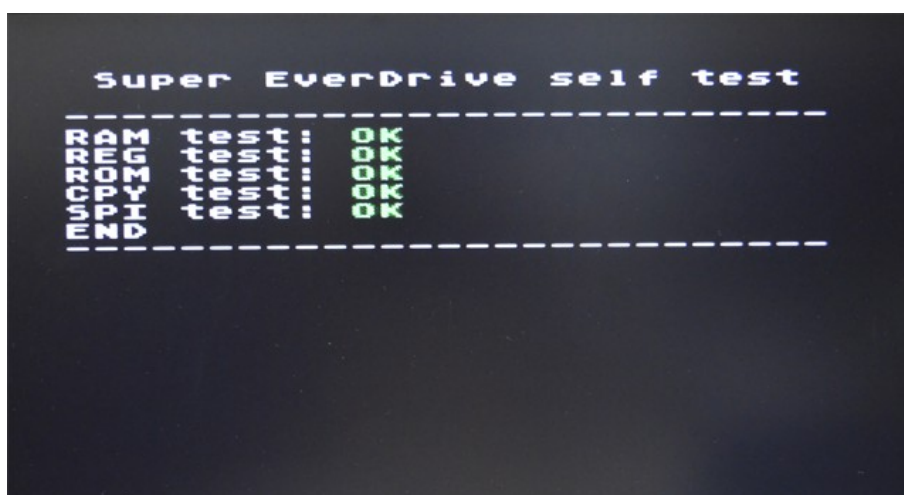 Super EverDrive self test
--------------------------
RAM test: OK
REG test: OK
ROM test: OK
CPY test: OK
SPI test: OK
END
--------------------------